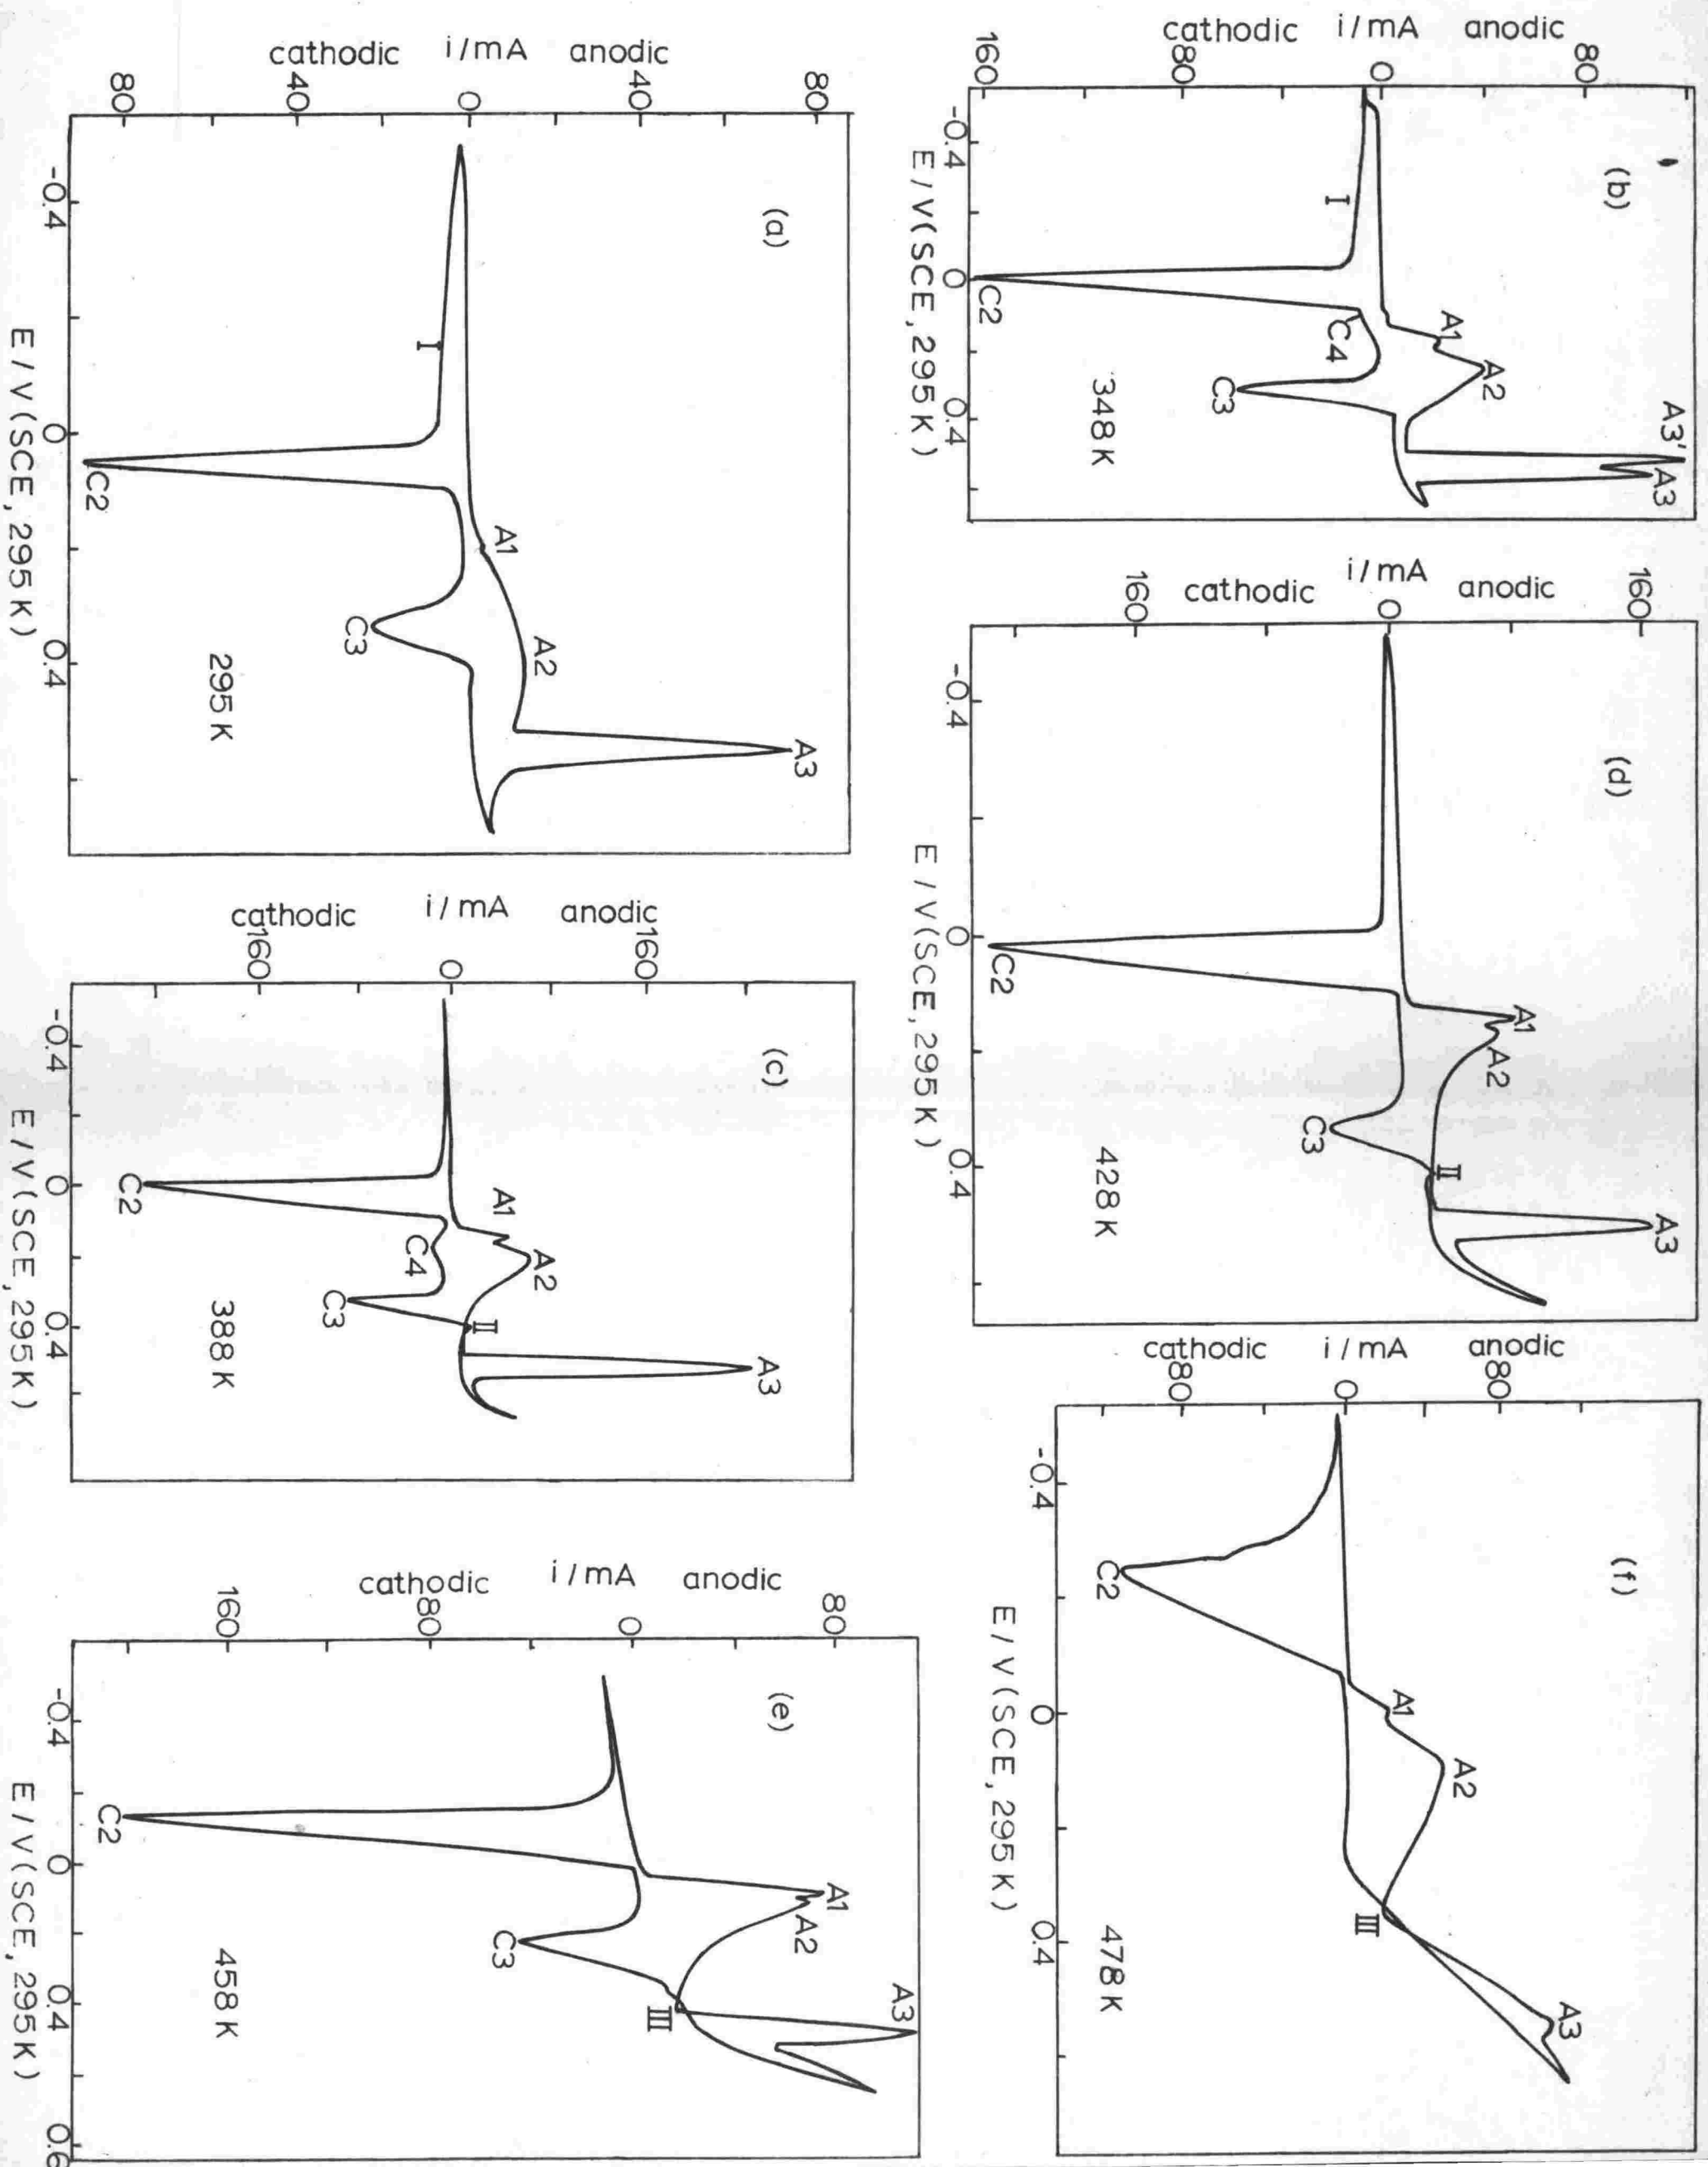 (a)
anodic
i/mA
cathodic
80
40
0
40
80
A1
A2
A3
I
C2
C3
295 K
-0.4
0
0.4
E / V (SCE, 295 K)
(b)
anodic
i/mA
cathodic
80
0
80
160
A1
A2
A3'
A3
I
C2
C4
C3
348 K
-0.4
0
0.4
E / V (SCE, 295 K)
(c)
anodic
i/mA
cathodic
160
0
160
A1
A2
A3
II
C2
C4
C3
388 K
-0.4
0
0.4
E / V (SCE, 295 K)
(d)
anodic
i/mA
cathodic
160
0
160
A1
A2
A3
II
C2
C3
428 K
-0.4
0
0.4
E / V (SCE, 295 K)
(e)
anodic
i/mA
cathodic
80
0
80
160
A1
A2
A3
III
C2
C3
458 K
-0.4
0
0.4
0.6
E / V (SCE, 295 K)
(f)
anodic
i/mA
cathodic
80
0
80
A1
A2
A3
III
C2
478 K
-0.4
0
0.4
E / V (SCE, 295 K)